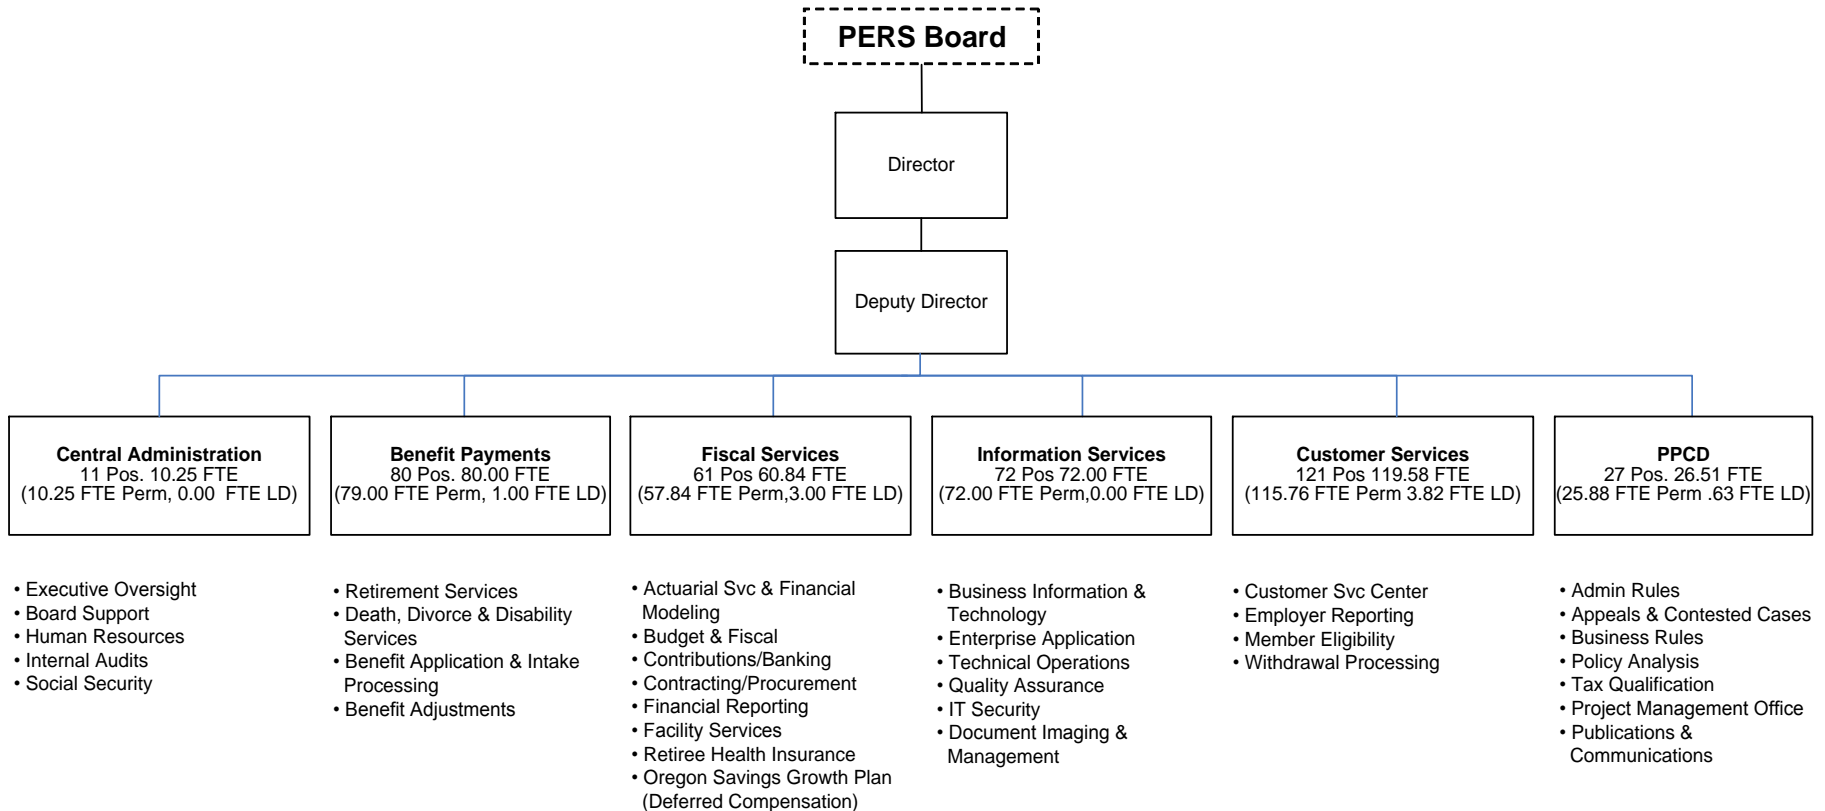 PERS Board
Director
Deputy Director
Central Administration
11 Pos. 10.25 FTE
(10.25 FTE Perm, 0.00 FTE LD)
Benefit Payments
80 Pos. 80.00 FTE
(79.00 FTE Perm, 1.00 FTE LD)
Fiscal Services
61 Pos 60.84 FTE
(57.84 FTE Perm,3.00 FTE LD)
Information Services
72 Pos 72.00 FTE
(72.00 FTE Perm,0.00 FTE LD)
Customer Services
121 Pos 119.58 FTE
(115.76 FTE Perm 3.82 FTE LD)
PPCD
27 Pos. 26.51 FTE
(25.88 FTE Perm .63 FTE LD)
• Executive Oversight
• Board Support
• Human Resources
• Internal Audits
• Social Security
• Retirement Services
• Death, Divorce & Disability
Services
• Benefit Application & Intake
Processing
• Benefit Adjustments
• Actuarial Svc & Financial
Modeling
• Budget & Fiscal
• Contributions/Banking
• Contracting/Procurement
• Financial Reporting
• Facility Services
• Retiree Health Insurance
• Oregon Savings Growth Plan
(Deferred Compensation)
• Business Information &
Technology
• Enterprise Application
• Technical Operations
• Quality Assurance
• IT Security
• Document Imaging &
Management
• Customer Svc Center
• Employer Reporting
• Member Eligibility
• Withdrawal Processing
• Admin Rules
• Appeals & Contested Cases
• Business Rules
• Policy Analysis
• Tax Qualification
• Project Management Office
• Publications &
Communications